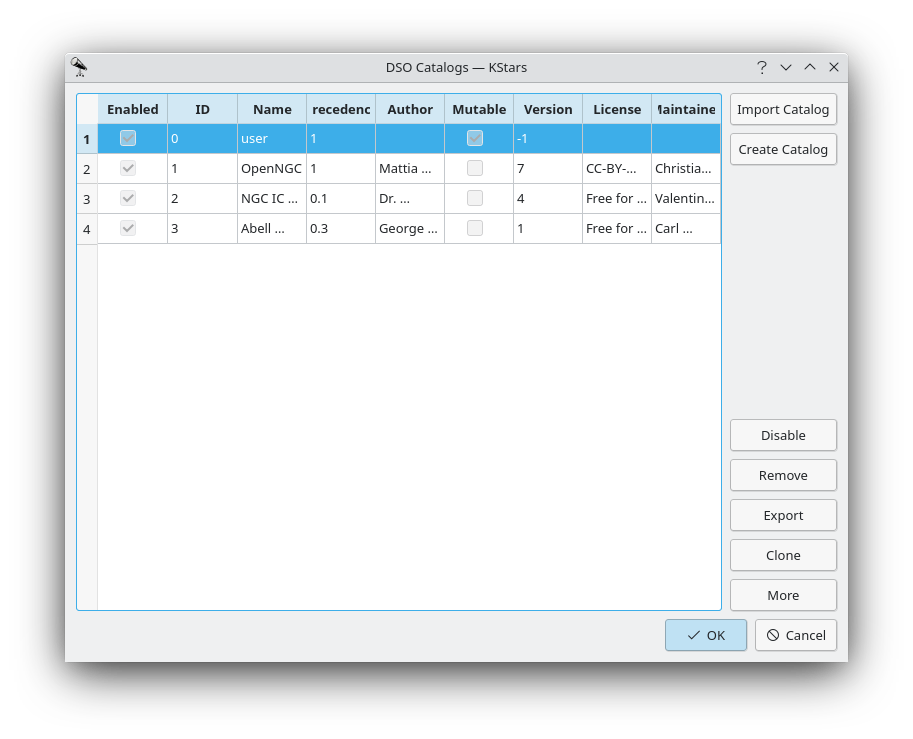 DSO Catalogs — KStars
Enabled ID Name recedenc Author Mutable Version License Maintaine
1 0 user 1 -1
2 1 OpenNGC 1 Mattia ... 7 CC-BY-... Christia...
3 2 NGC IC ... 0.1 Dr. ... 4 Free for ... Valentin...
4 3 Abell ... 0.3 George ... 1 Free for ... Carl ...
Import Catalog
Create Catalog
Disable
Remove
Export
Clone
More
OK Cancel